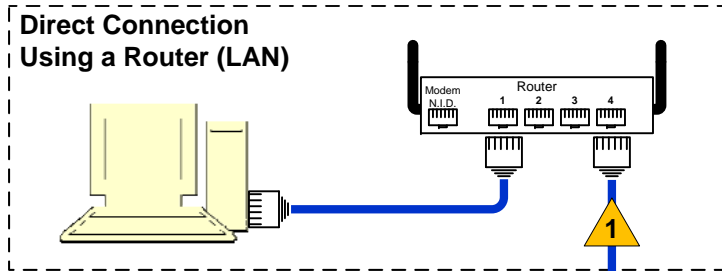 Direct Connection
Using a Router (LAN)
Modem
N.I.D.
Router
1 2 3 4
1